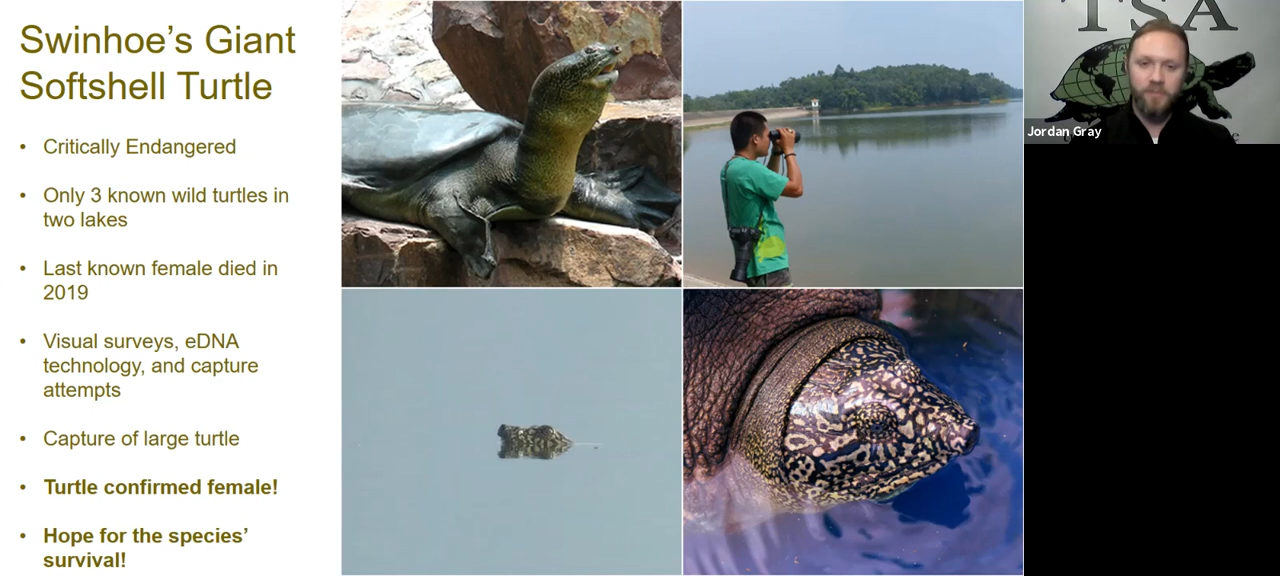 Swinhoe’s Giant
Softshell Turtle
• Critically Endangered
• Only 3 known wild turtles in
two lakes
• Last known female died in
2019
• Visual surveys, eDNA
technology, and capture
attempts
• Capture of large turtle
• Turtle confirmed female!
• Hope for the species’
survival!
TSA
Jordan Gray